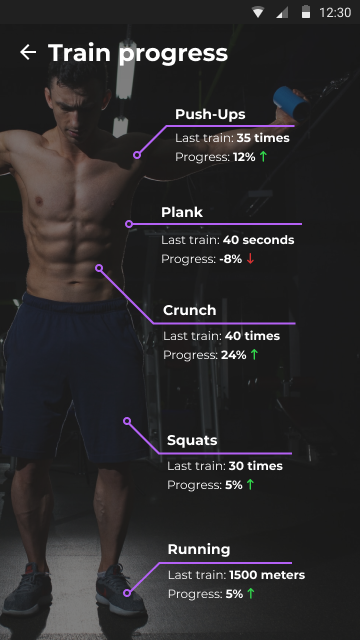 12:30
Train progress
Push-Ups
Last train: 35 times
Progress: 12% ↑
Plank
Last train: 40 seconds
Progress: -8% ↓
Crunch
Last train: 40 times
Progress: 24% ↑
Squats
Last train: 30 times
Progress: 5% ↑
Running
Last train: 1500 meters
Progress: 5% ↑